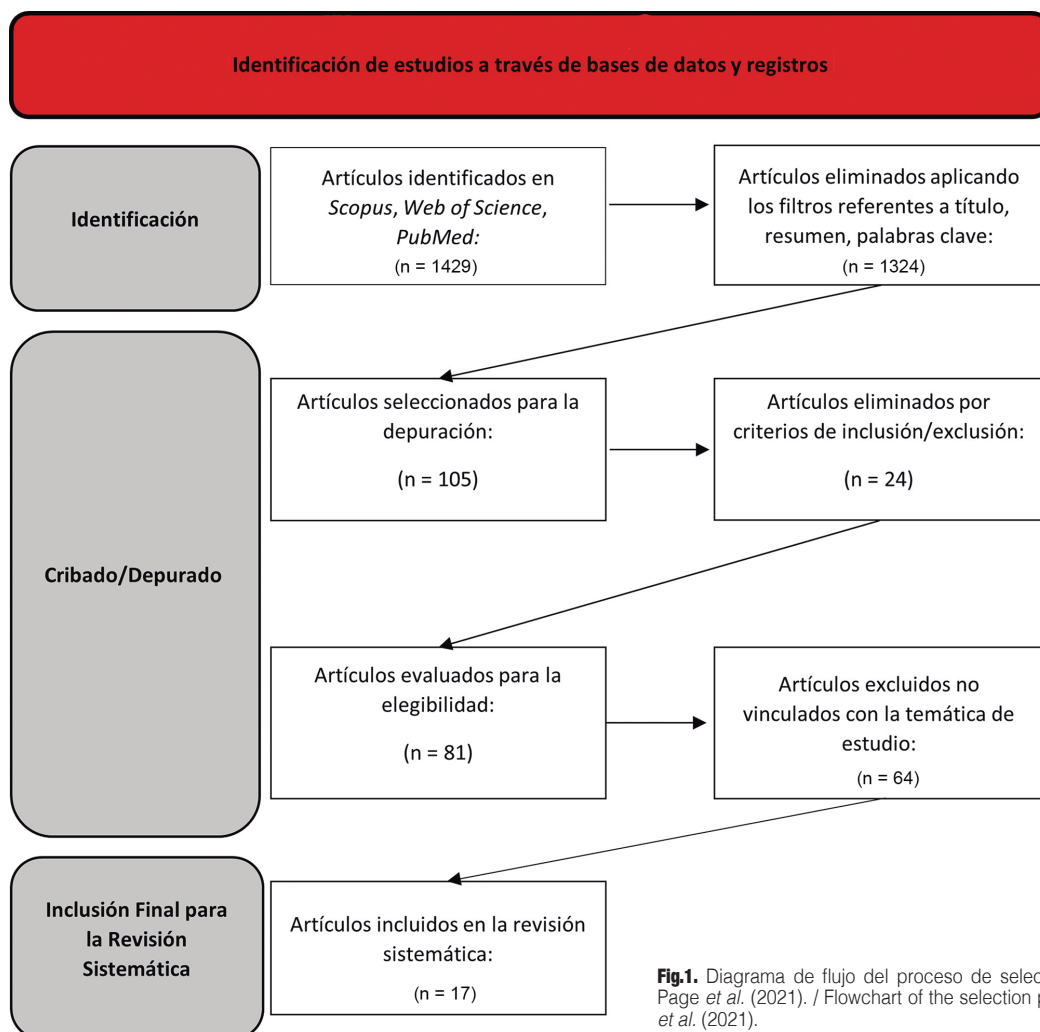 Identificación de estudios a través de bases de datos y registros
Identificación
Artículos identificados en
Scopus, Web of Science,
PubMed:
(n = 1429)
Artículos eliminados aplicando
los filtros referentes a título,
resumen, palabras clave:
(n = 1324)
Cribado/Depurado
Artículos seleccionados para la
depuración:
(n = 105)
Artículos eliminados por
criterios de inclusión/exclusión:
(n = 24)
Artículos evaluados para la
elegibilidad:
(n = 81)
Artículos excluidos no
vinculados con la temática de
estudio:
(n = 64)
Inclusión Final para
la Revisión
Sistemática
Artículos incluidos en la revisión
sistemática:
(n = 17)
Fig.1. Diagrama de flujo del proceso de selec
Page et al. (2021). / Flowchart of the selection p
et al. (2021).